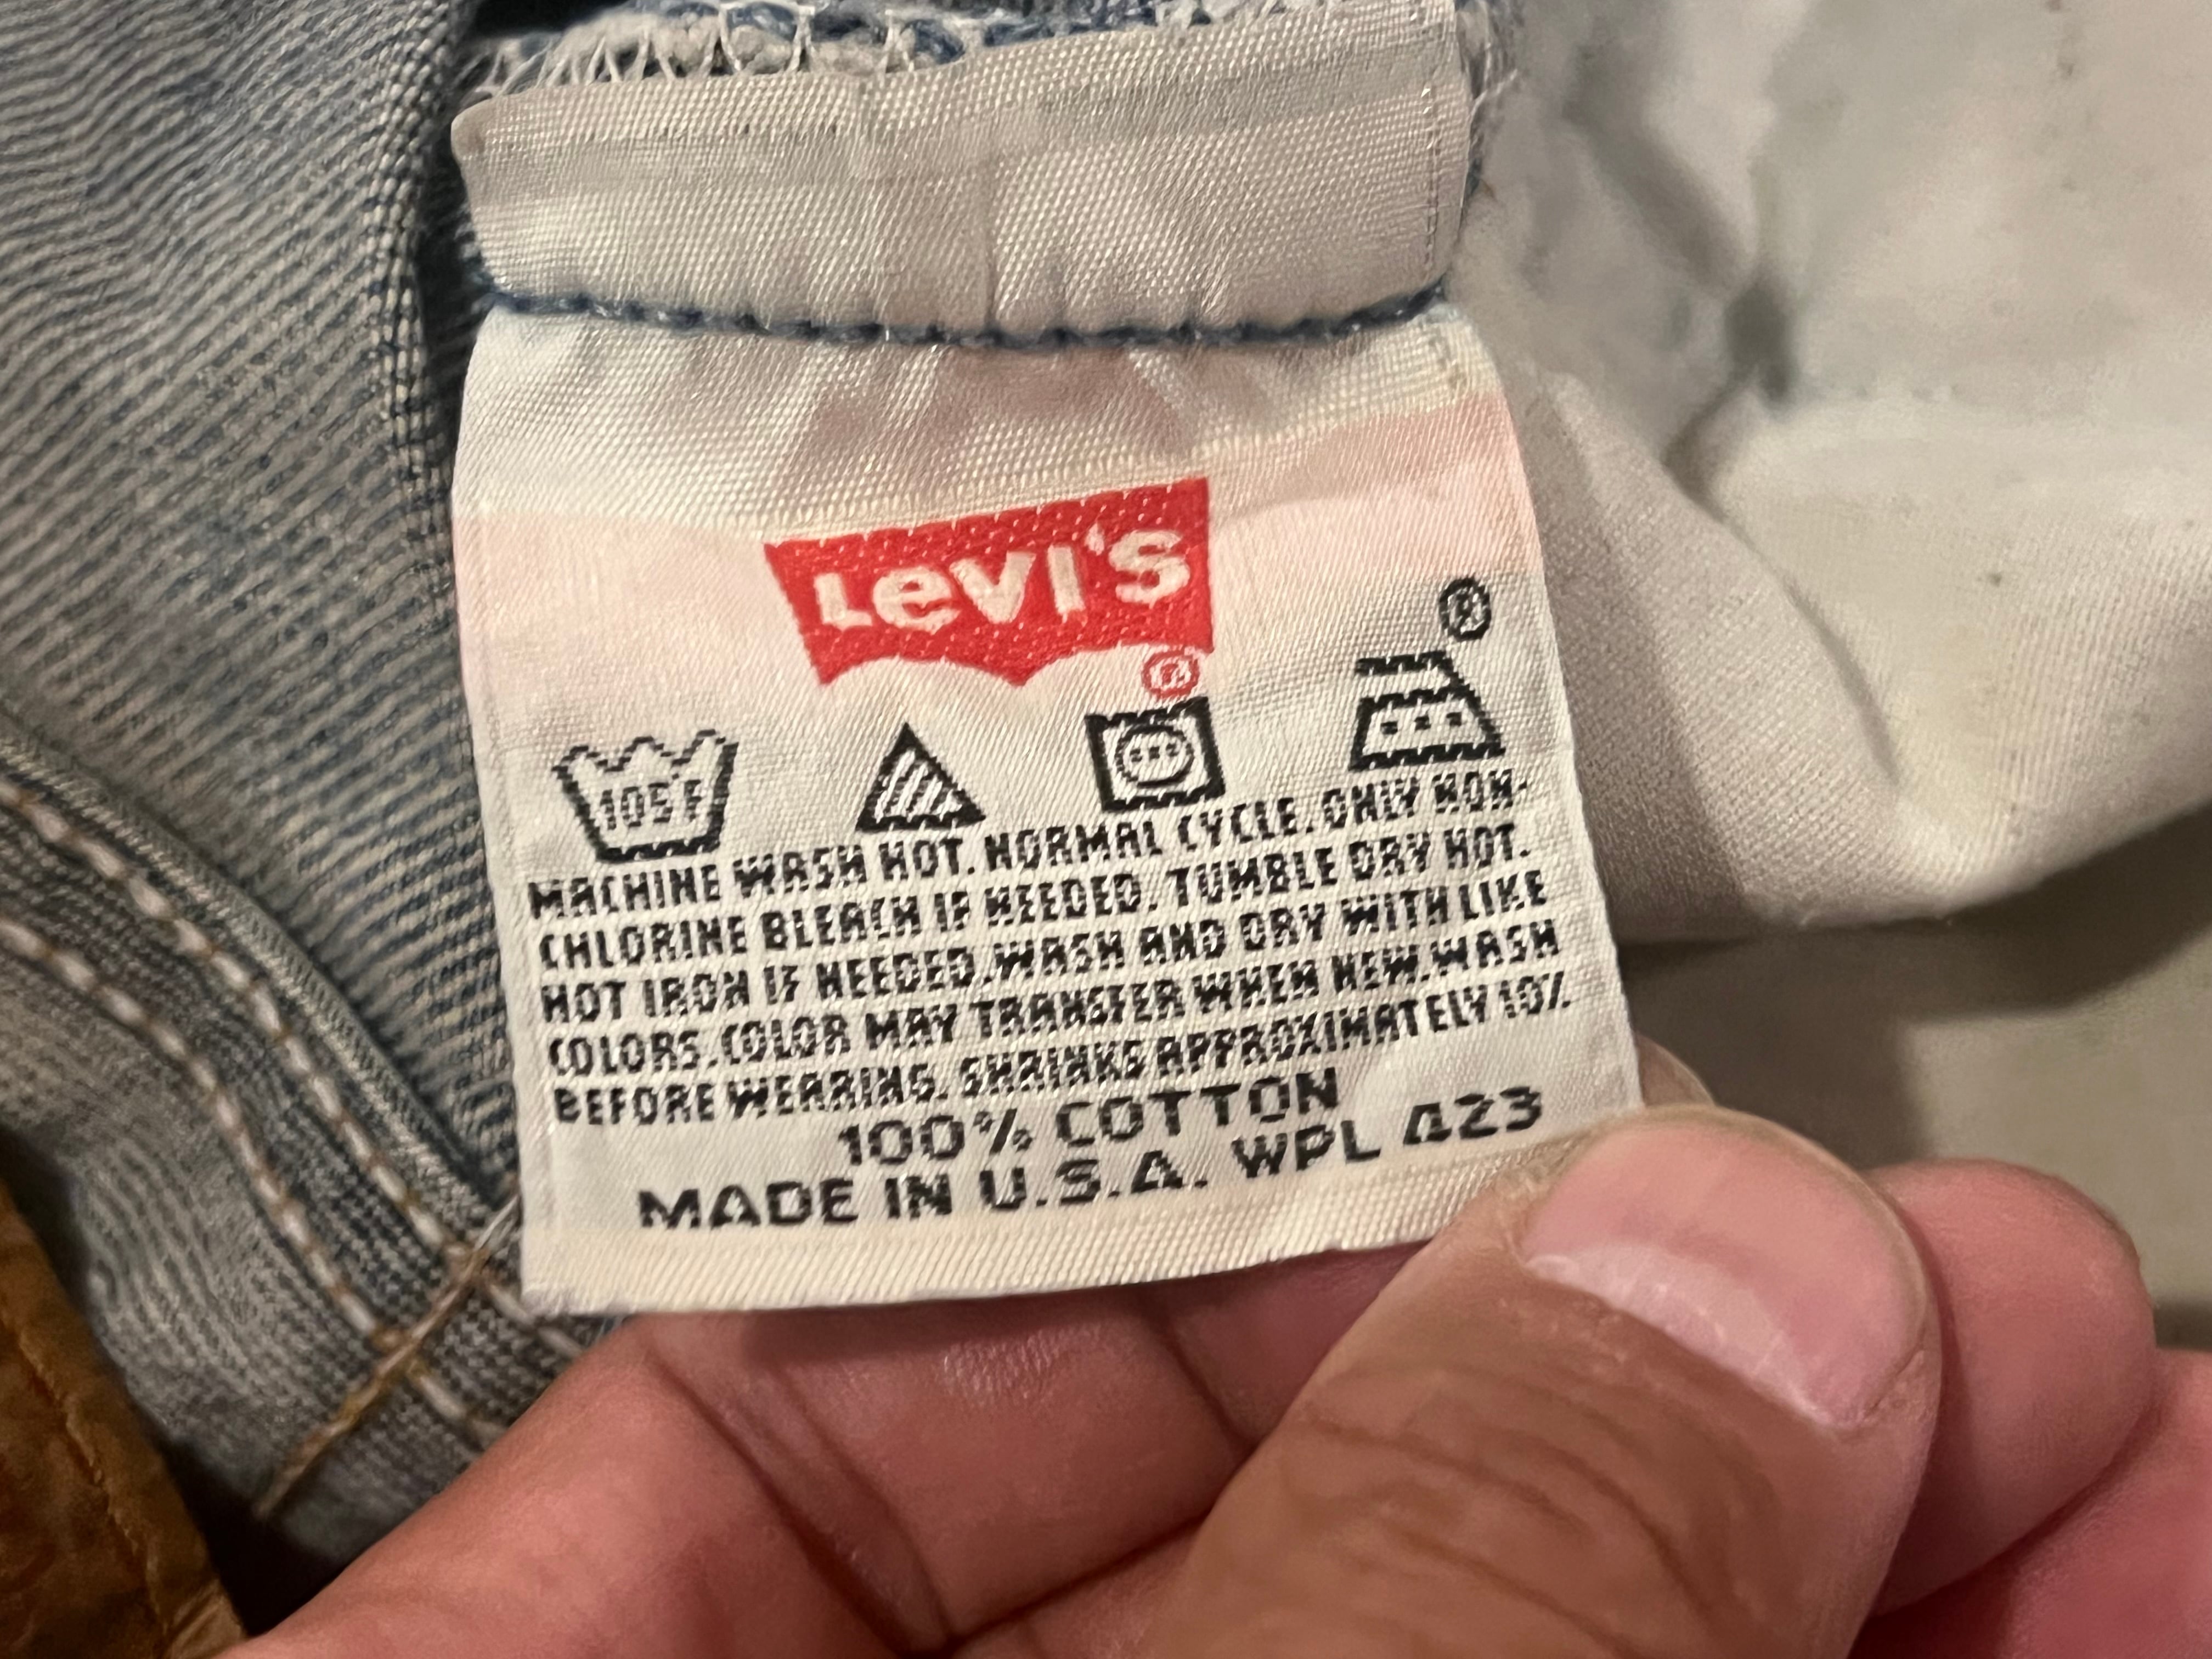 Levi's
®
®
105°F
MACHINE WASH HOT. NORMAL CYCLE. ONLY NON-
CHLORINE BLEACH IF NEEDED. TUMBLE DRY HOT.
HOT IRON IF NEEDED. WASH AND DRY WITH LIKE
COLORS. COLOR MAY TRANSFER WHEN NEW. WASH
BEFORE WEARING. SHRINKS APPROXIMATELY 10%
100% COTTON
MADE IN U.S.A. WPL 423